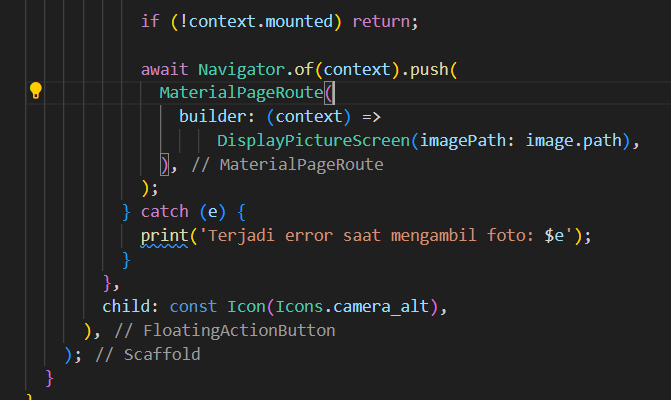 if (!context.mounted) return;
await Navigator.of(context).push(
MaterialPageRoute(
builder: (context) =>
DisplayPictureScreen(imagePath: image.path),
), // MaterialPageRoute
);
} catch (e) {
print('Terjadi error saat mengambil foto: $e');
}
},
child: const Icon(Icons.camera_alt),
), // FloatingActionButton
); // Scaffold
}